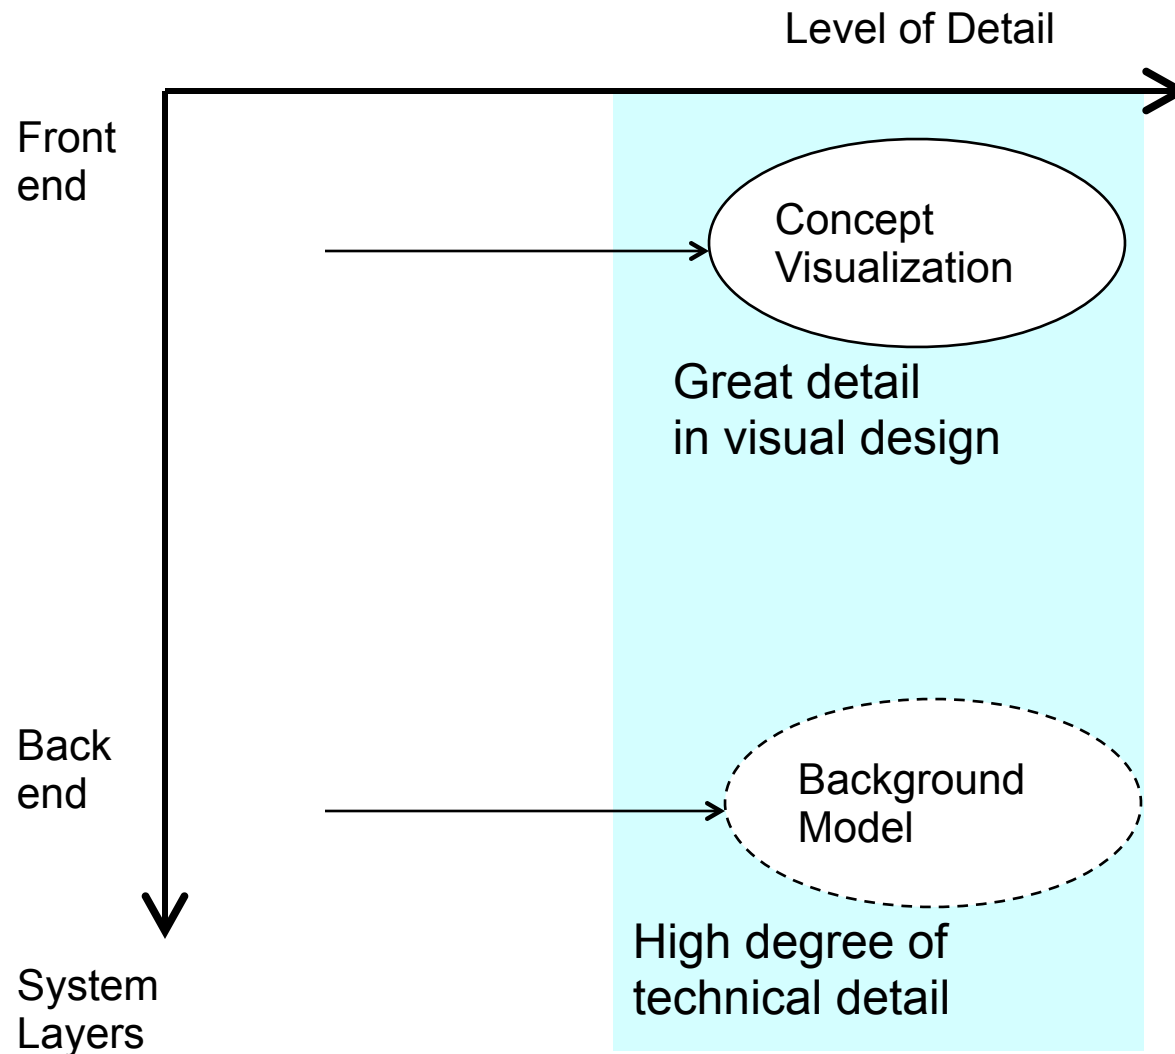 Level of Detail
Front
end
Concept
Visualization
Great detail
in visual design
Back
end
Background
Model
High degree of
technical detail
System
Layers